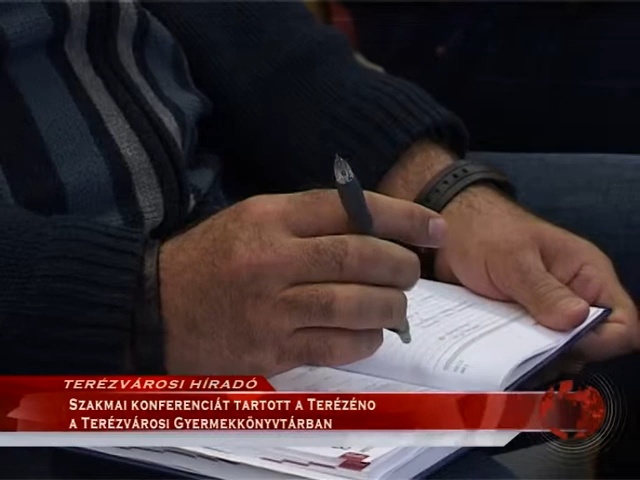 TERÉZVÁROSI HÍRADÓ
SZAKMAI KONFERENCIÁT TARTOTT A TERÉZÉNO
A TERÉZVÁROSI GYERMEKKÖNYVTÁRBAN